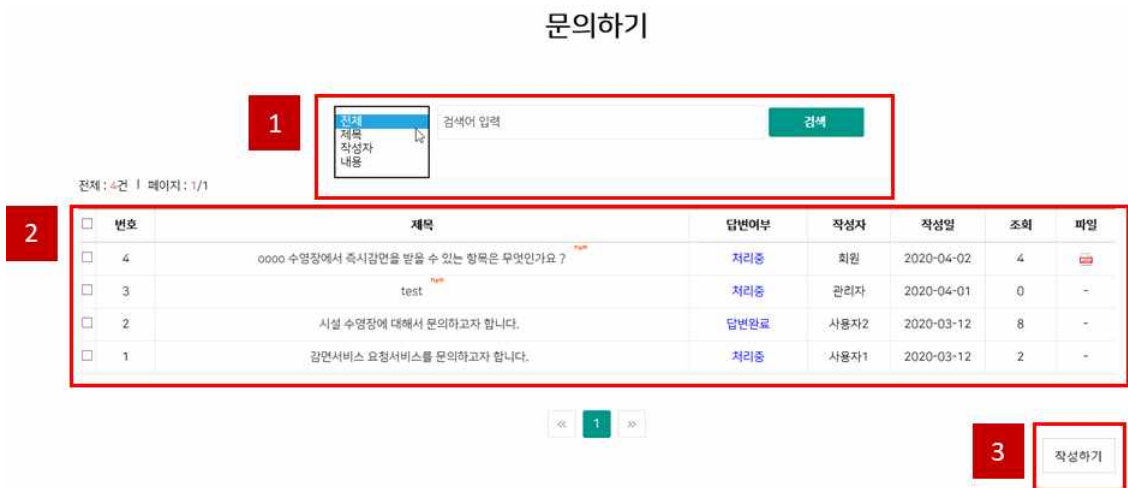 문의하기
1
전체
제목
작성자
내용
검색어 입력
검색
전체 : 4건 | 페이지 : 1/1
2
번호 제목 답변여부 작성자 작성일 조회 파일
4 oooo 수영장에서 즉시감면을 받을 수 있는 항목은 무엇인가요 ? 처리중 회원 2020-04-02 4
3 test 처리중 관리자 2020-04-01 0 -
2 시설 수영장에 대해서 문의하고자 합니다. 답변완료 사용자2 2020-03-12 8 -
1 감면서비스 요청서비스를 문의하고자 합니다. 처리중 사용자1 2020-03-12 2 -
« 1 »
3
작성하기